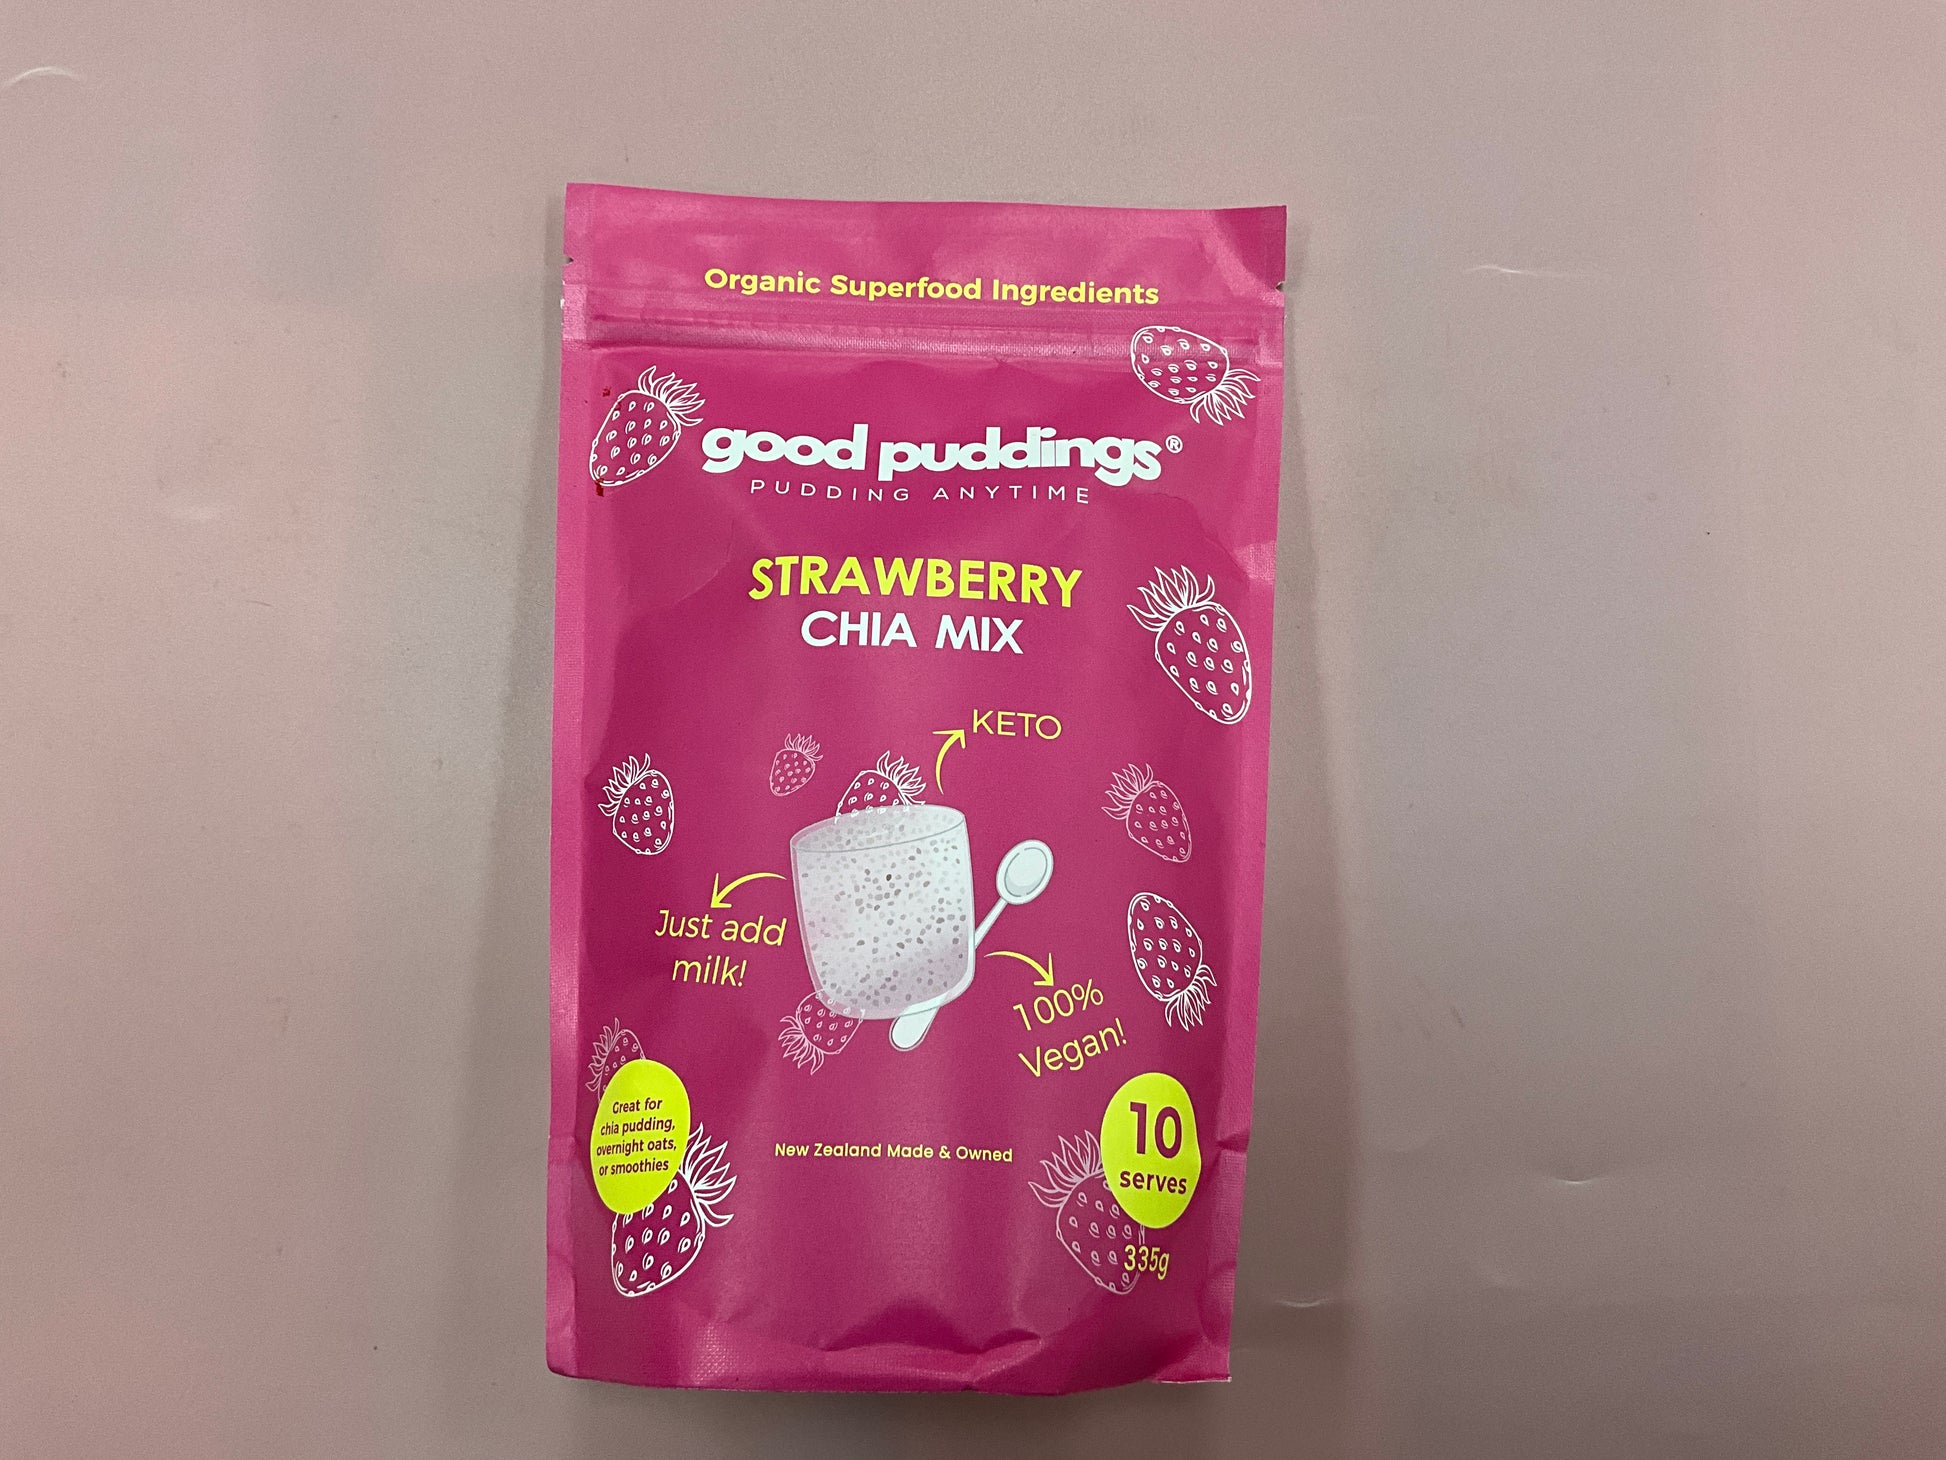 Organic Superfood Ingredients
good puddings®
PUDDING ANYTIME
STRAWBERRY
CHIA MIX
KETO
Just add
milk!
100%
Vegan!
Great for
chia pudding,
overnight oats,
or smoothies
New Zealand Made & Owned
10
serves
335g